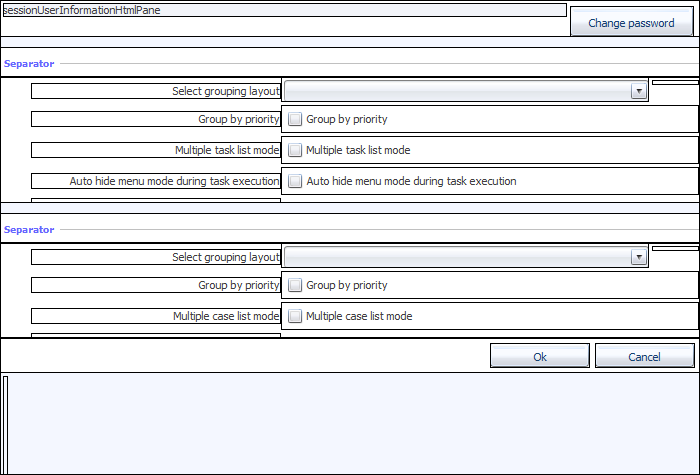 sessionUserInformationHtmlPane
Change password
Separator
Select grouping layout
Group by priority Group by priority
Multiple task list mode Multiple task list mode
Auto hide menu mode during task execution Auto hide menu mode during task execution
Separator
Select grouping layout
Group by priority Group by priority
Multiple case list mode Multiple case list mode
Ok Cancel